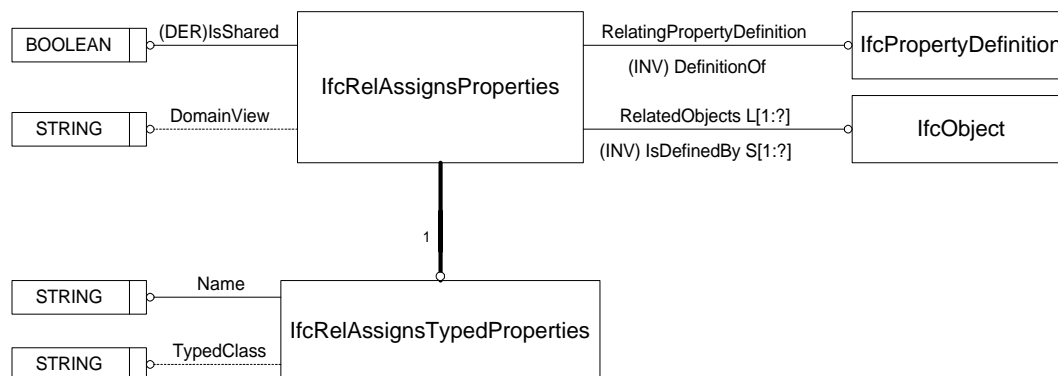 BOOLEAN
(DER)IsShared
IfcRelAssignsProperties
RelatingPropertyDefinition
(INV) DefinitionOf
IfcPropertyDefinition
STRING
DomainView
RelatedObjects L[1:?]
(INV) IsDefinedBy S[1:?]
IfcObject
1
STRING
Name
IfcRelAssignsTypedProperties
STRING
TypedClass